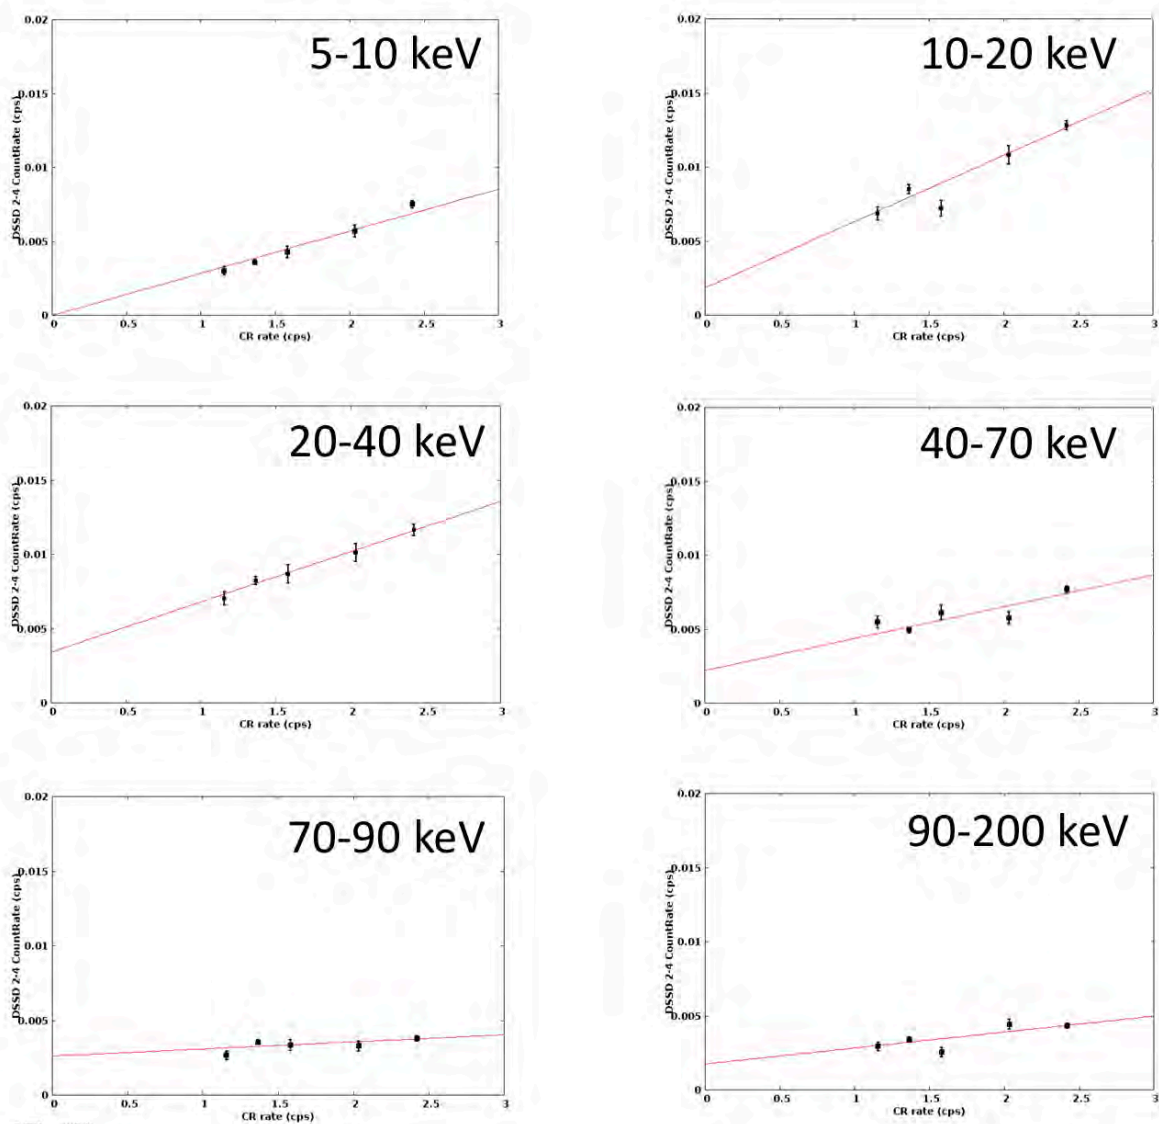 5-10 keV
0.02
0.015
0.01
0.005
0
DSSD 2-4 CountRate (cps)
0 0.5 1 1.5 2 2.5 3
CR rate (cps)
10-20 keV
0.02
0.015
0.01
0.005
0
DSSD 2-4 CountRate (cps)
0 0.5 1 1.5 2 2.5 3
CR rate (cps)
20-40 keV
0.02
0.015
0.01
0.005
0
DSSD 2-4 CountRate (cps)
0 0.5 1 1.5 2 2.5 3
CR rate (cps)
40-70 keV
0.02
0.015
0.01
0.005
0
DSSD 2-4 CountRate (cps)
0 0.5 1 1.5 2 2.5 3
CR rate (cps)
70-90 keV
0.02
0.015
0.01
0.005
0
DSSD 2-4 CountRate (cps)
0 0.5 1 1.5 2 2.5 3
CR rate (cps)
90-200 keV
0.02
0.015
0.01
0.005
0
DSSD 2-4 CountRate (cps)
0 0.5 1 1.5 2 2.5 3
CR rate (cps)